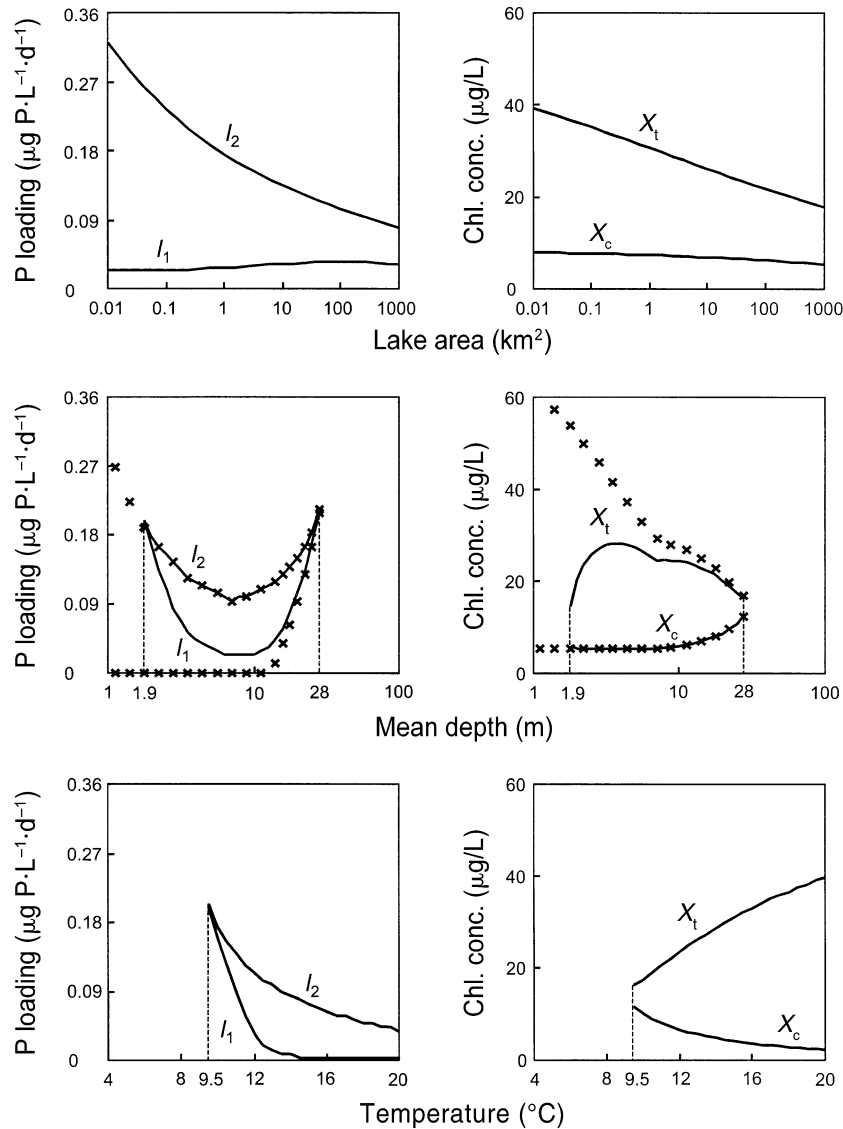 P loading (µg P·L⁻¹·d⁻¹)
0.36
0.27
0.18
0.09
0
I₂
I₁
0.01 0.1 1 10 100 1000
Chl. conc. (µg/L)
60
40
20
0
Xₜ
X꜀
0.01 0.1 1 10 100 1000
Lake area (km²)
P loading (µg P·L⁻¹·d⁻¹)
0.36
0.27
0.18
0.09
0
I₂
I₁
1 1.9 10 28 100
Chl. conc. (µg/L)
60
40
20
0
Xₜ
X꜀
1 1.9 10 28 100
Mean depth (m)
P loading (µg P·L⁻¹·d⁻¹)
0.36
0.27
0.18
0.09
0
I₂
I₁
4 8 9.5 12 16 20
Chl. conc. (µg/L)
60
40
20
0
Xₜ
X꜀
4 8 9.5 12 16 20
Temperature (°C)